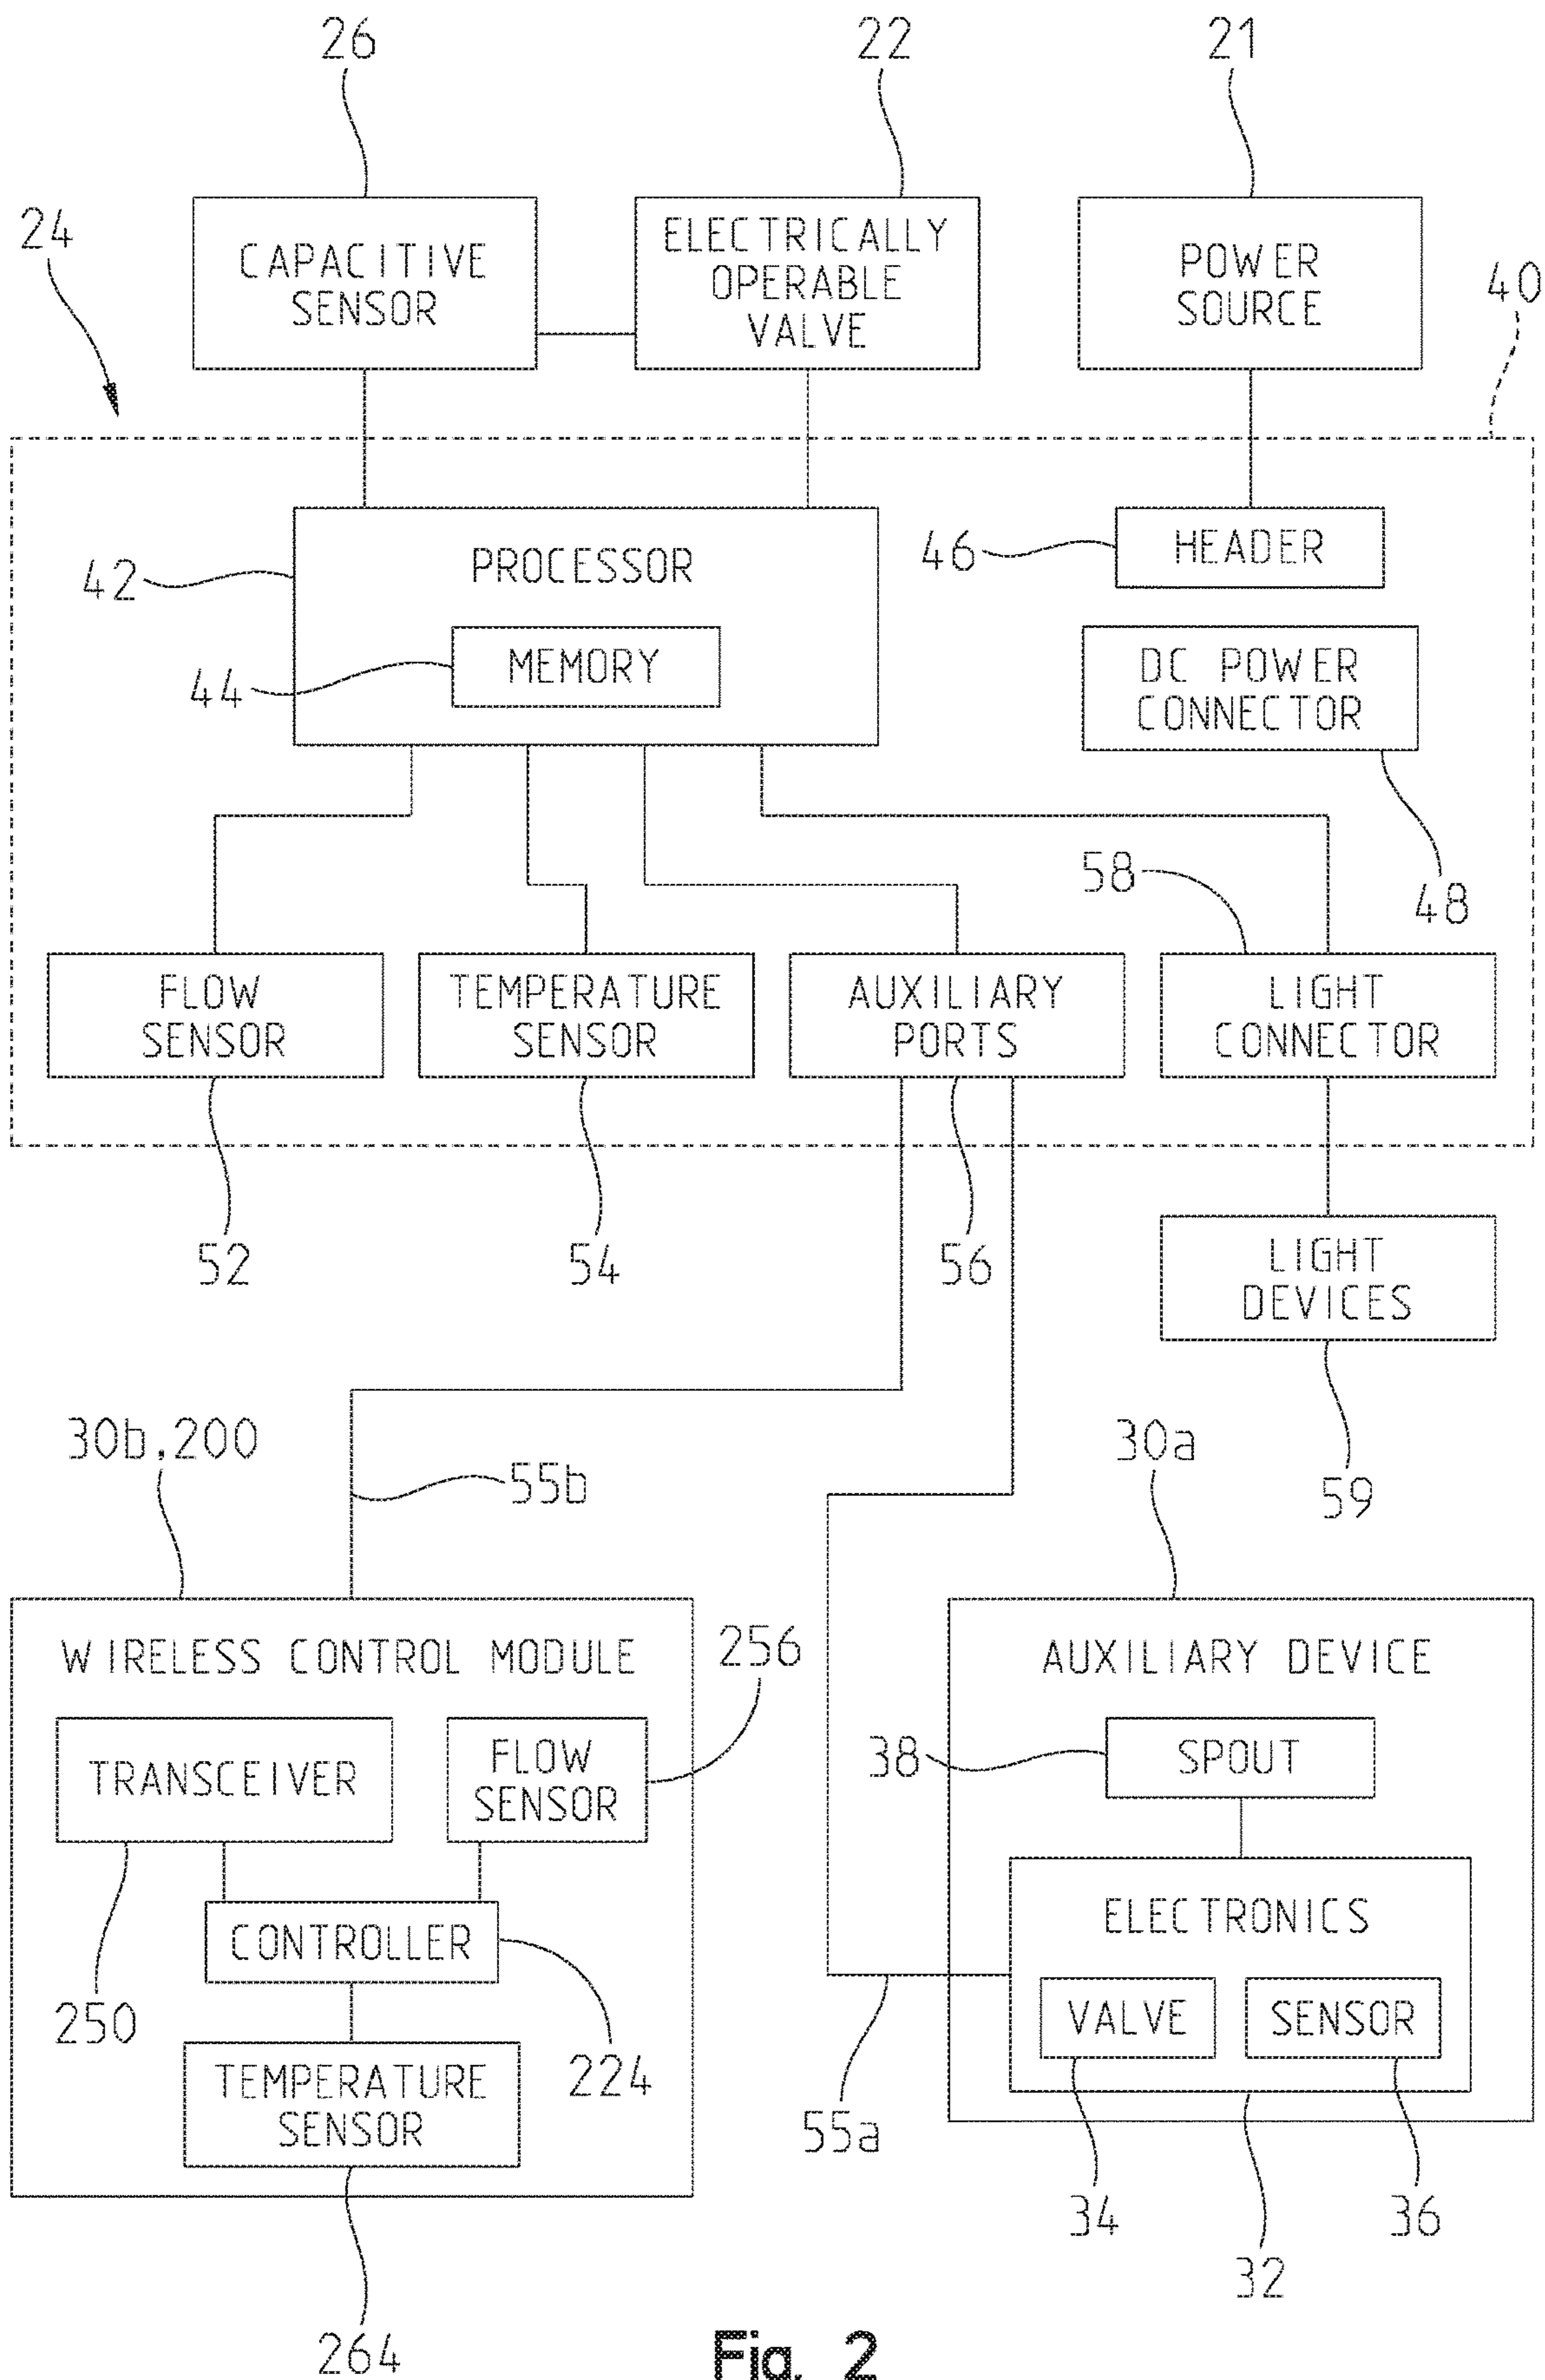 26
22
21
24
CAPACITIVE
SENSOR
ELECTRICALLY
OPERABLE
VALVE
POWER
SOURCE
40
42
PROCESSOR
44
MEMORY
46
HEADER
DC POWER
CONNECTOR
58
48
FLOW
SENSOR
TEMPERATURE
SENSOR
AUXILIARY
PORTS
LIGHT
CONNECTOR
52
54
56
LIGHT
DEVICES
59
30b,200
55b
30a
WIRELESS CONTROL MODULE
256
TRANSCEIVER
FLOW
SENSOR
CONTROLLER
250
224
TEMPERATURE
SENSOR
264
AUXILIARY DEVICE
38
SPOUT
ELECTRONICS
VALVE
SENSOR
55a
34
36
32
Fig. 2